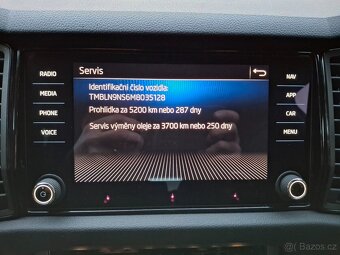 Servis
RADIO
MEDIA
PHONE
VOICE
Identifikační číslo vozidla:
TMBLN9NS6M8035128
Prohlídka za 5200 km nebo 287 dny
Servis výměny oleje za 3700 km nebo 250 dny
NAV
APP
CAR
MENU
Bazoš.cz